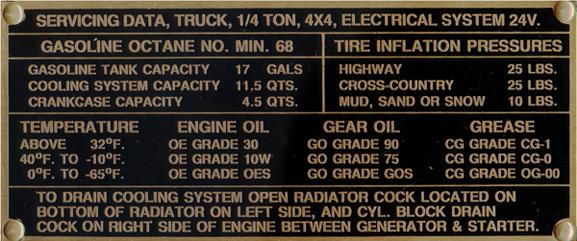 SERVICING DATA, TRUCK, 1/4 TON, 4X4, ELECTRICAL SYSTEM 24V.
GASOLINE OCTANE NO. MIN. 68
GASOLINE TANK CAPACITY 17 GALS
COOLING SYSTEM CAPACITY 11.5 QTS.
CRANKCASE CAPACITY 4.5 QTS.
TIRE INFLATION PRESSURES
HIGHWAY 25 LBS.
CROSS-COUNTRY 25 LBS.
MUD, SAND OR SNOW 10 LBS.
TEMPERATURE ENGINE OIL GEAR OIL GREASE
ABOVE 32°F. OE GRADE 30 GO GRADE 90 CG GRADE CG-1
40°F. TO -10°F. OE GRADE 10W GO GRADE 75 CG GRADE CG-0
0°F. TO -65°F. OE GRADE OES GO GRADE GOS CG GRADE OG-00
TO DRAIN COOLING SYSTEM OPEN RADIATOR COCK LOCATED ON
BOTTOM OF RADIATOR ON LEFT SIDE, AND CYL. BLOCK DRAIN
COCK ON RIGHT SIDE OF ENGINE BETWEEN GENERATOR & STARTER.